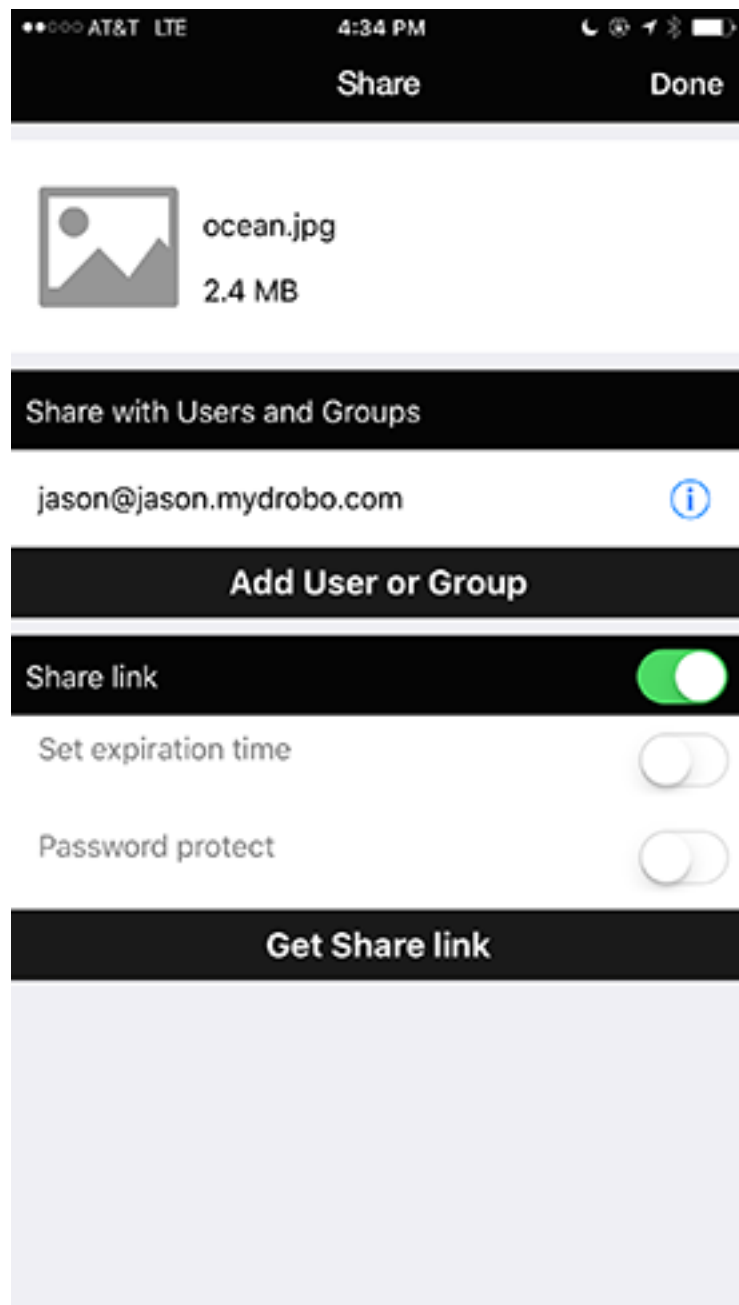 AT&T LTE 4:34 PM
Share Done
ocean.jpg
2.4 MB
Share with Users and Groups
jason@jason.mydrobo.com
Add User or Group
Share link
Set expiration time
Password protect
Get Share link